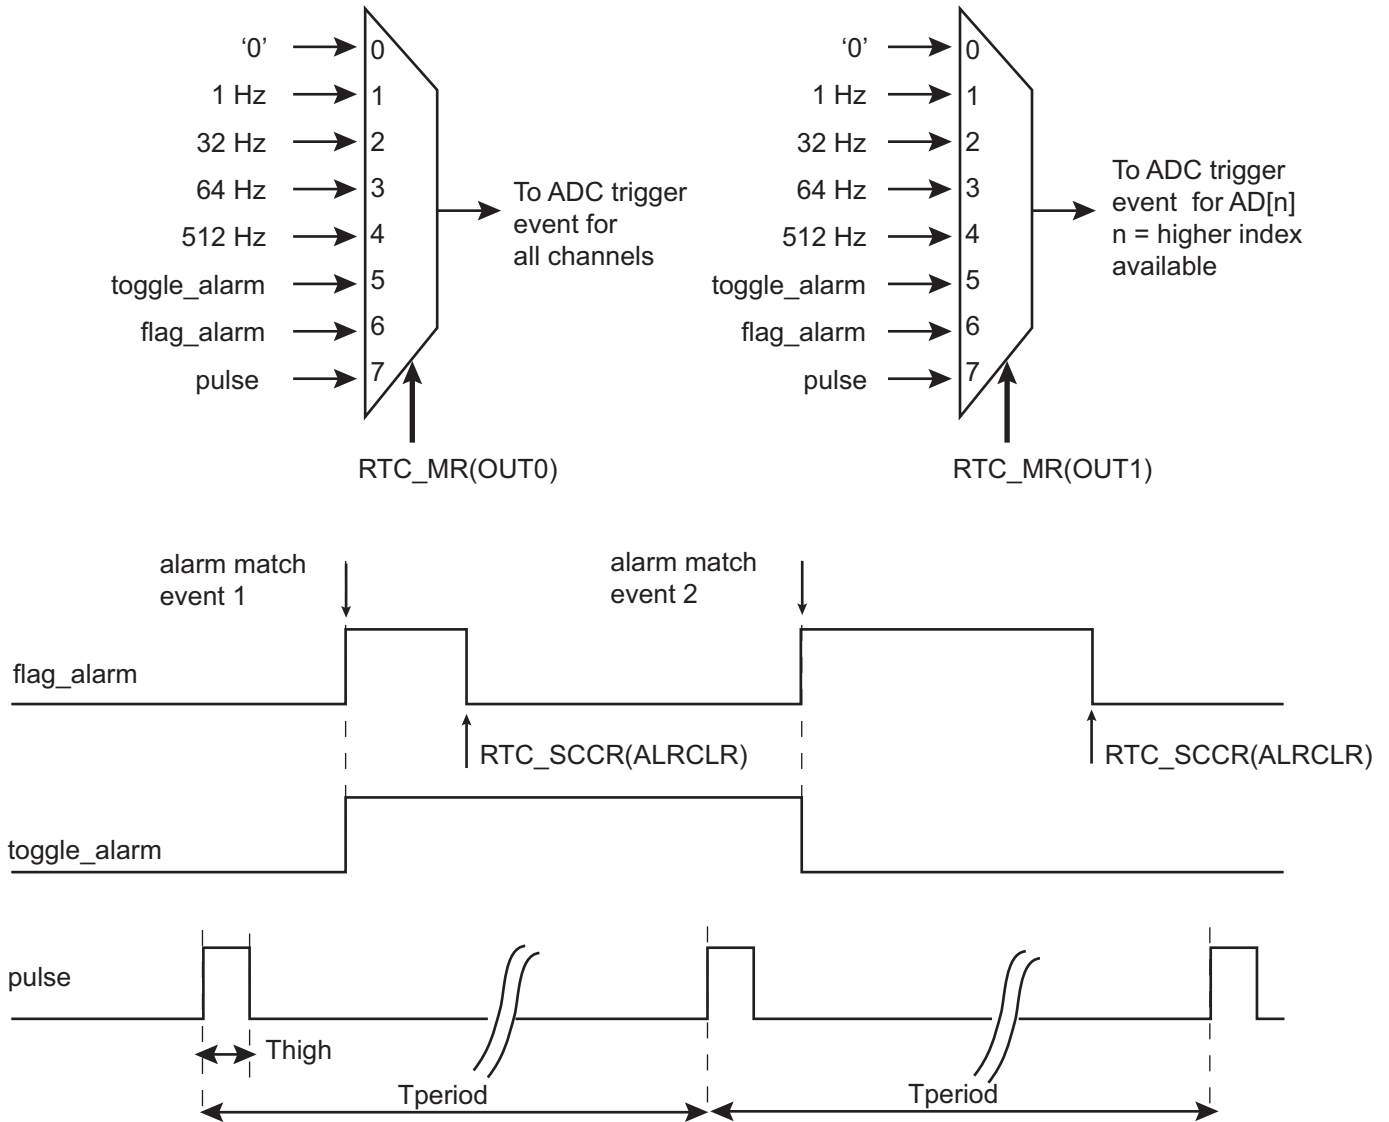 ‘0’
0
1 Hz
1
32 Hz
2
64 Hz
3
512 Hz
4
toggle_alarm
5
flag_alarm
6
pulse
7
To ADC trigger
event for
all channels
RTC_MR(OUT0)
‘0’
0
1 Hz
1
32 Hz
2
64 Hz
3
512 Hz
4
toggle_alarm
5
flag_alarm
6
pulse
7
To ADC trigger
event for AD[n]
n = higher index
available
RTC_MR(OUT1)
alarm match
event 1
alarm match
event 2
flag_alarm
RTC_SCCR(ALRCLR)
RTC_SCCR(ALRCLR)
toggle_alarm
pulse
Thigh
Tperiod
Tperiod